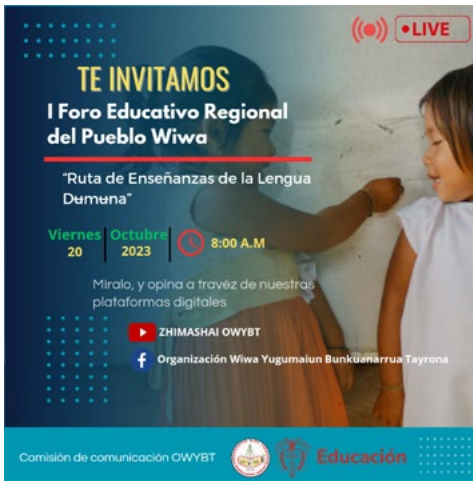 LIVE
TE INVITAMOS
I Foro Educativo Regional
del Pueblo Wiwa
“Ruta de Enseñanzas de la Lengua
Dʉmʉna”
Viernes
20
Octubre
2023
8:00 A.M
Miralo, y opina a travéz de nuestras
plataformas digitales
ZHIMASHAI OWYBT
Organización Wiwa Yugumaiun Bunkuanarrua Tayrona
Comisión de comunicación OWYBT
Educación